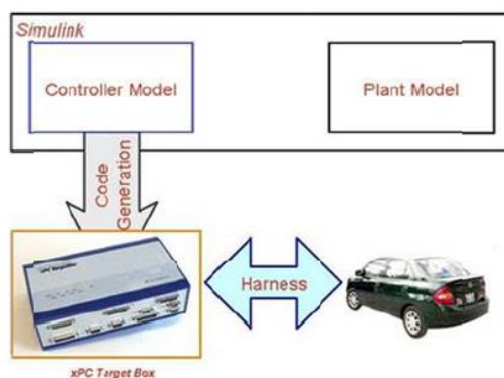 Simulink
Controller Model
Plant Model
Code
Generation
Harness
xPC Target Box